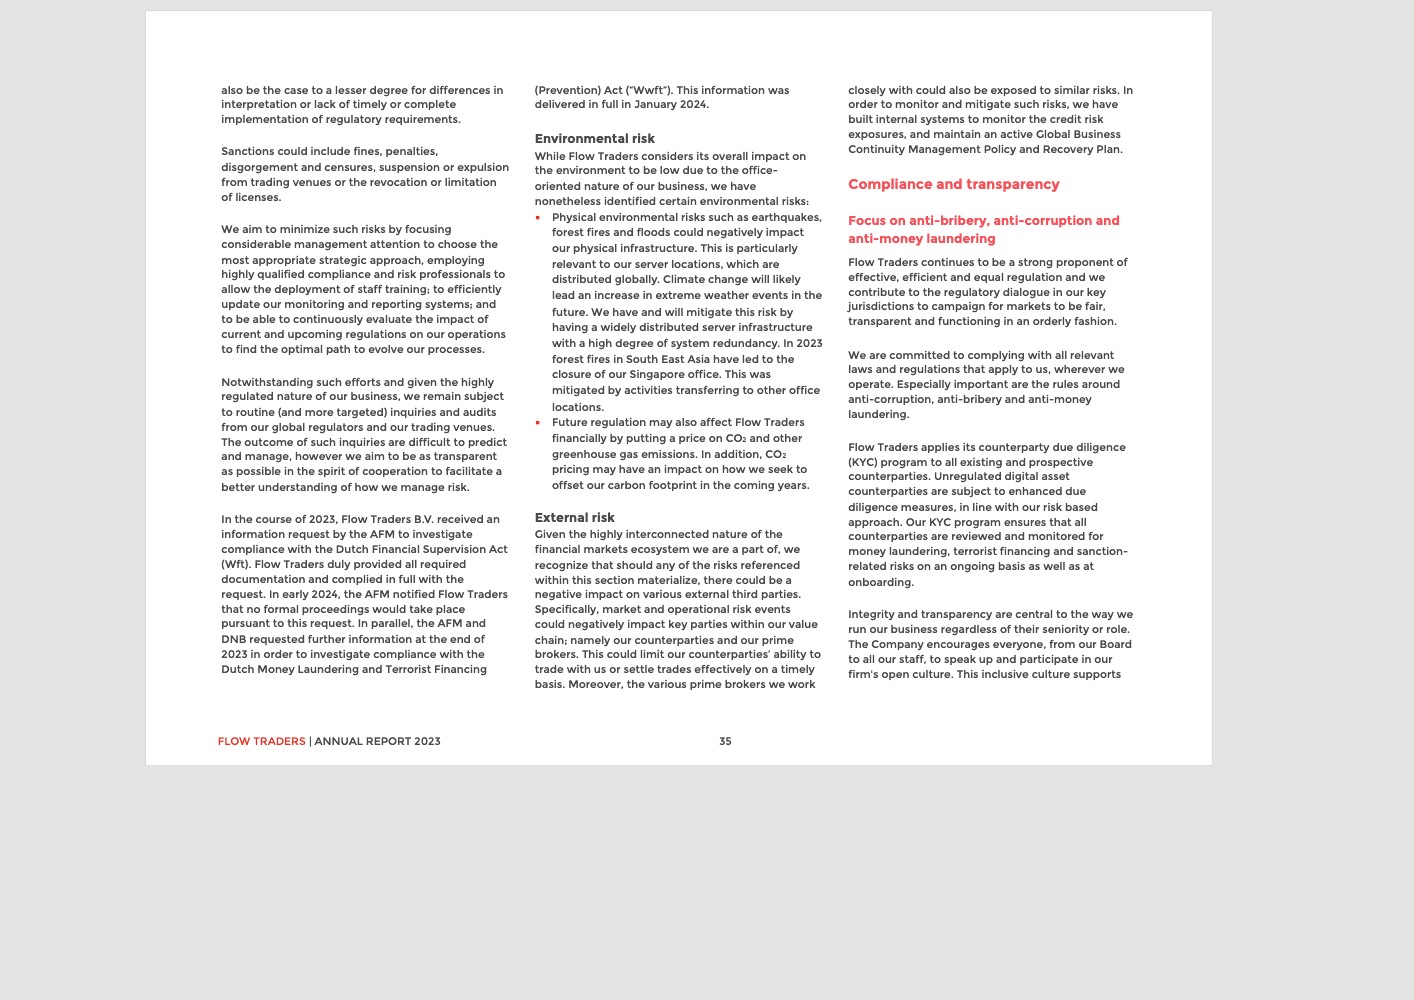 also be the case to a lesser degree for differences in
interpretation or lack of timely or complete
implementation of regulatory requirements.
Sanctions could include fines, penalties,
disgorgement and censures, suspension or expulsion
from trading venues or the revocation or limitation
of licenses.
We aim to minimize such risks by focusing
considerable management attention to choose the
most appropriate strategic approach, employing
highly qualified compliance and risk professionals to
allow the deployment of staff training; to efficiently
update our monitoring and reporting systems; and
to be able to continuously evaluate the impact of
current and upcoming regulations on our operations
to find the optimal path to evolve our processes.
Notwithstanding such efforts and given the highly
regulated nature of our business, we remain subject
to routine (and more targeted) inquiries and audits
from our global regulators and our trading venues.
The outcome of such inquiries are difficult to predict
and manage, however we aim to be as transparent
as possible in the spirit of cooperation to facilitate a
better understanding of how we manage risk.
In the course of 2023, Flow Traders B.V. received an
information request by the AFM to investigate
compliance with the Dutch Financial Supervision Act
(Wft). Flow Traders duly provided all required
documentation and complied in full with the
request. In early 2024, the AFM notified Flow Traders
that no formal proceedings would take place
pursuant to this request. In parallel, the AFM and
DNB requested further information at the end of
2023 in order to investigate compliance with the
Dutch Money Laundering and Terrorist Financing
(Prevention) Act (“Wwft”). This information was
delivered in full in January 2024.
Environmental risk
While Flow Traders considers its overall impact on
the environment to be low due to the office-
oriented nature of our business, we have
nonetheless identified certain environmental risks:
▪ Physical environmental risks such as earthquakes,
forest fires and floods could negatively impact
our physical infrastructure. This is particularly
relevant to our server locations, which are
distributed globally. Climate change will likely
lead an increase in extreme weather events in the
future. We have and will mitigate this risk by
having a widely distributed server infrastructure
with a high degree of system redundancy. In 2023
forest fires in South East Asia have led to the
closure of our Singapore office. This was
mitigated by activities transferring to other office
locations.
▪ Future regulation may also affect Flow Traders
financially by putting a price on CO₂ and other
greenhouse gas emissions. In addition, CO₂
pricing may have an impact on how we seek to
offset our carbon footprint in the coming years.
External risk
Given the highly interconnected nature of the
financial markets ecosystem we are a part of, we
recognize that should any of the risks referenced
within this section materialize, there could be a
negative impact on various external third parties.
Specifically, market and operational risk events
could negatively impact key parties within our value
chain; namely our counterparties and our prime
brokers. This could limit our counterparties’ ability to
trade with us or settle trades effectively on a timely
basis. Moreover, the various prime brokers we work
closely with could also be exposed to similar risks. In
order to monitor and mitigate such risks, we have
built internal systems to monitor the credit risk
exposures, and maintain an active Global Business
Continuity Management Policy and Recovery Plan.
Compliance and transparency
Focus on anti-bribery, anti-corruption and
anti-money laundering
Flow Traders continues to be a strong proponent of
effective, efficient and equal regulation and we
contribute to the regulatory dialogue in our key
jurisdictions to campaign for markets to be fair,
transparent and functioning in an orderly fashion.
We are committed to complying with all relevant
laws and regulations that apply to us, wherever we
operate. Especially important are the rules around
anti-corruption, anti-bribery and anti-money
laundering.
Flow Traders applies its counterparty due diligence
(KYC) program to all existing and prospective
counterparties. Unregulated digital asset
counterparties are subject to enhanced due
diligence measures, in line with our risk based
approach. Our KYC program ensures that all
counterparties are reviewed and monitored for
money laundering, terrorist financing and sanction-
related risks on an ongoing basis as well as at
onboarding.
Integrity and transparency are central to the way we
run our business regardless of their seniority or role.
The Company encourages everyone, from our Board
to all our staff, to speak up and participate in our
firm's open culture. This inclusive culture supports
FLOW TRADERS | ANNUAL REPORT 2023
35